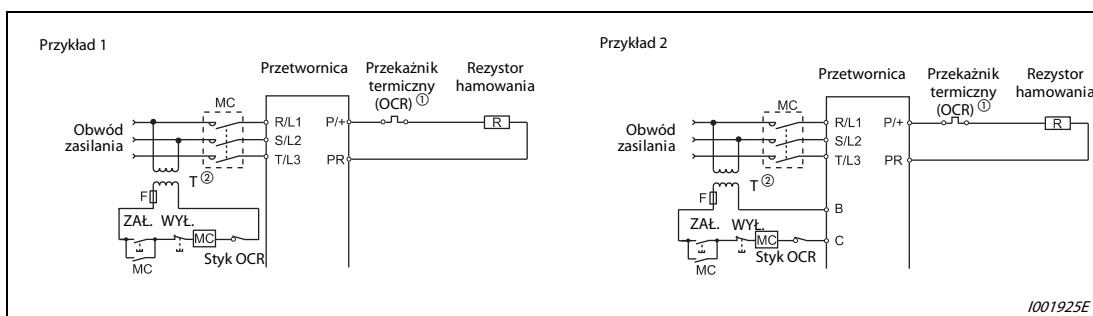 Przykład 1
Przetwornica
Przekaźnik
termiczny
(OCR) ①
Rezystor
hamowania
MC
Obwód
zasilania
R/L1
S/L2
T/L3
P/+
PR
R
T ②
F
ZAŁ.
WYŁ.
MC
MC
Styk OCR
Przykład 2
Przetwornica
Przekaźnik
termiczny
(OCR) ①
Rezystor
hamowania
MC
Obwód
zasilania
R/L1
S/L2
T/L3
P/+
PR
R
T ②
F
B
ZAŁ.
WYŁ.
MC
C
MC
Styk OCR
I001925E